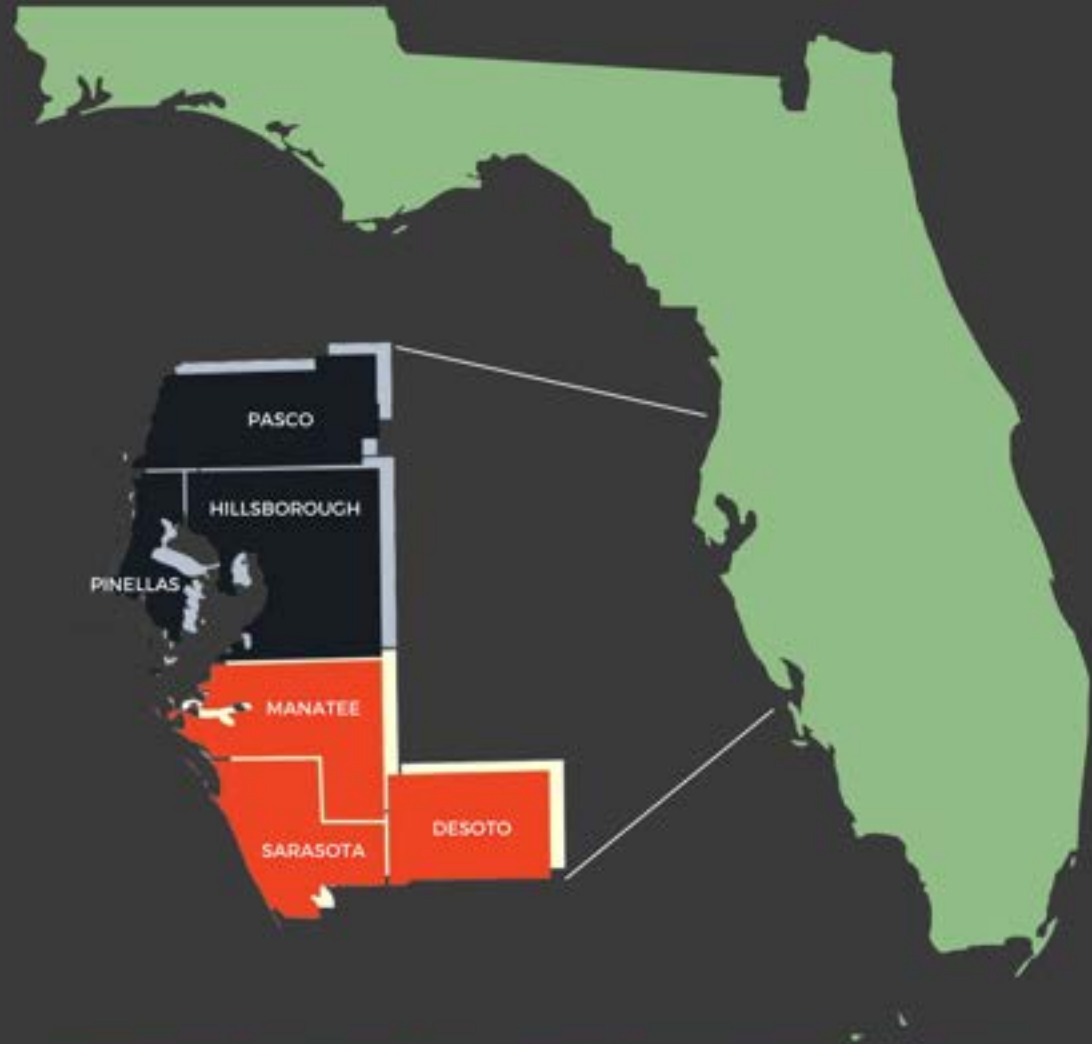 PASCO
HILLSBOROUGH
PINELLAS
MANATEE
DESOTO
SARASOTA